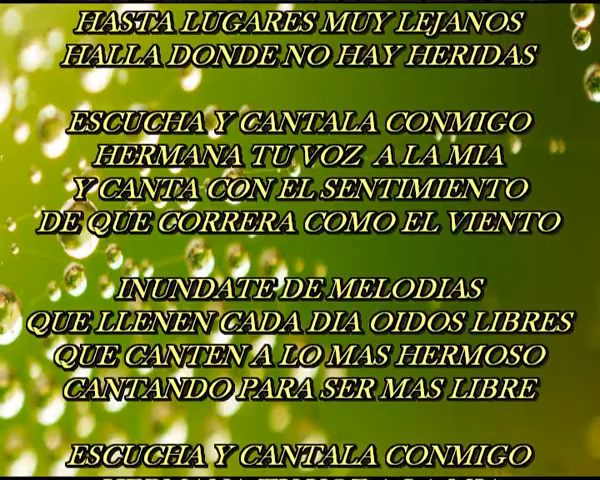 HASTA LUGARES MUY LEJANOS
HALLA DONDE NO HAY HERIDAS
ESCUCHA Y CANTALA CONMIGO
HERMANA TU VOZ A LA MIA
Y CANTA CON EL SENTIMIENTO
DE QUE CORRERA COMO EL VIENTO
INUNDATE DE MELODIAS
QUE LLENEN CADA DIA OIDOS LIBRES
QUE CANTEN A LO MAS HERMOSO
CANTANDO PARA SER MAS LIBRE
ESCUCHA Y CANTALA CONMIGO